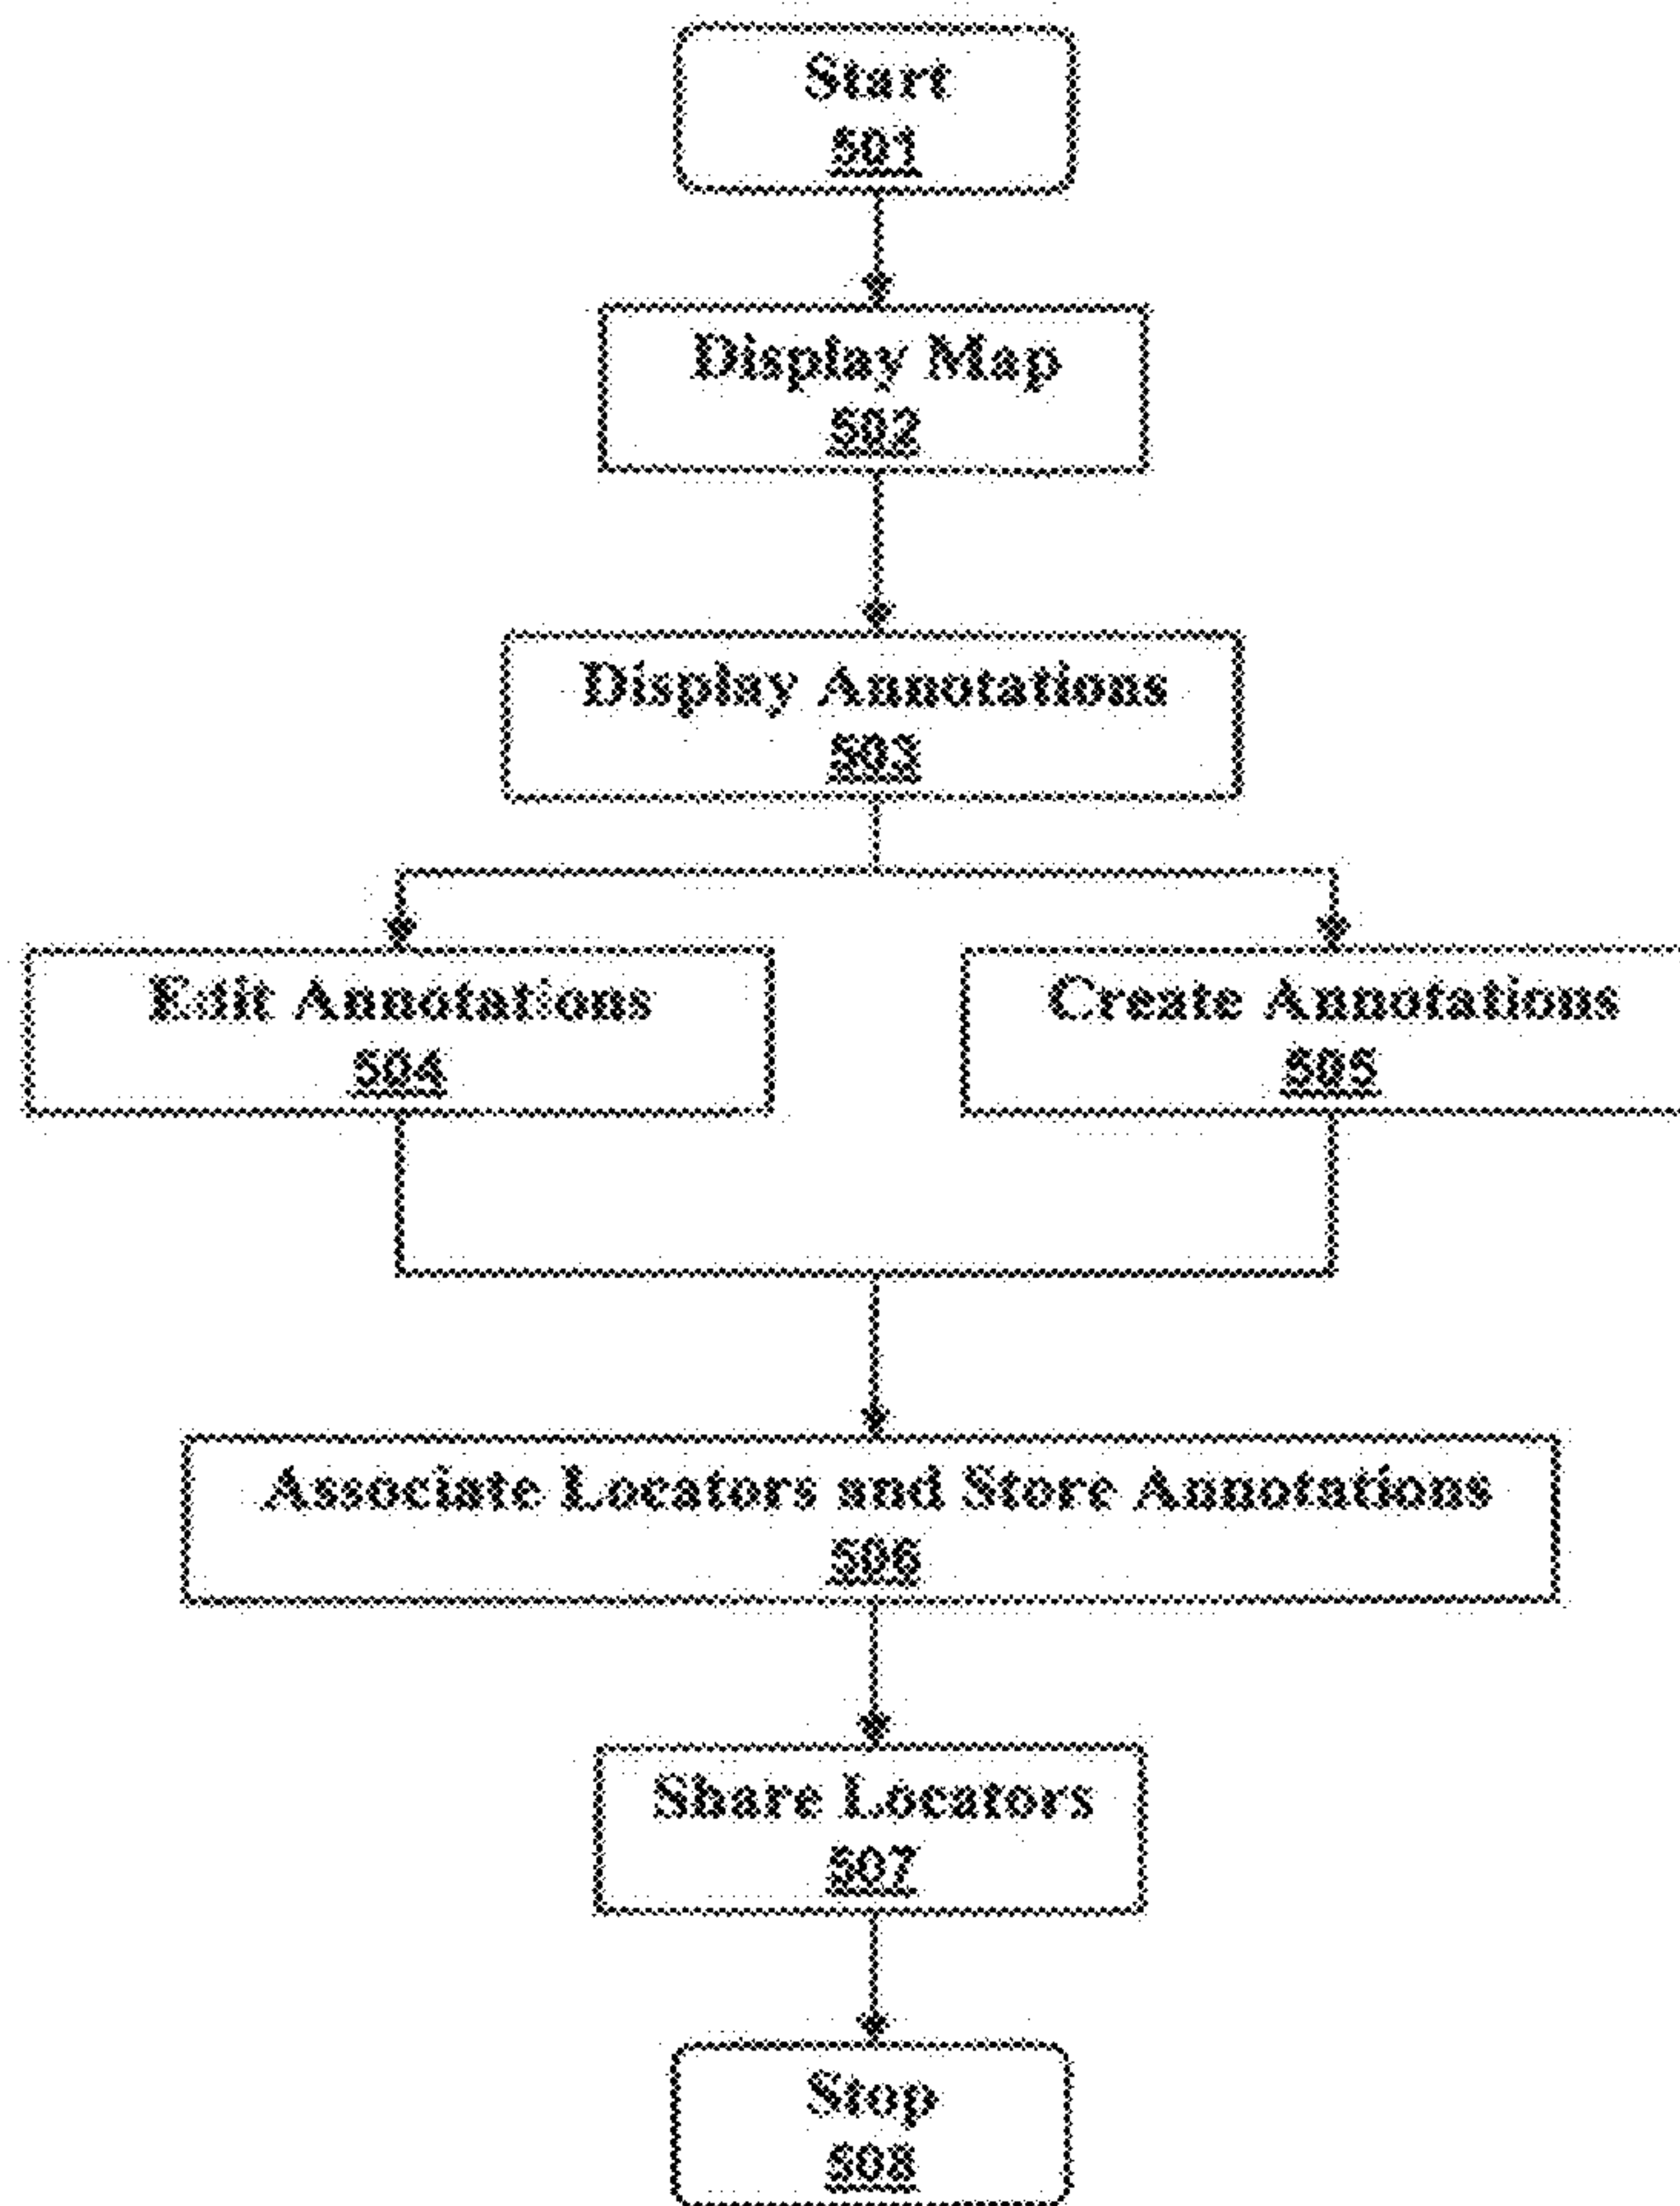 Start
501
Display Map
502
Display Annotations
503
Edit Annotations
504
Create Annotations
505
Associate Locators and Store Annotations
506
Share Locators
507
Stop
508